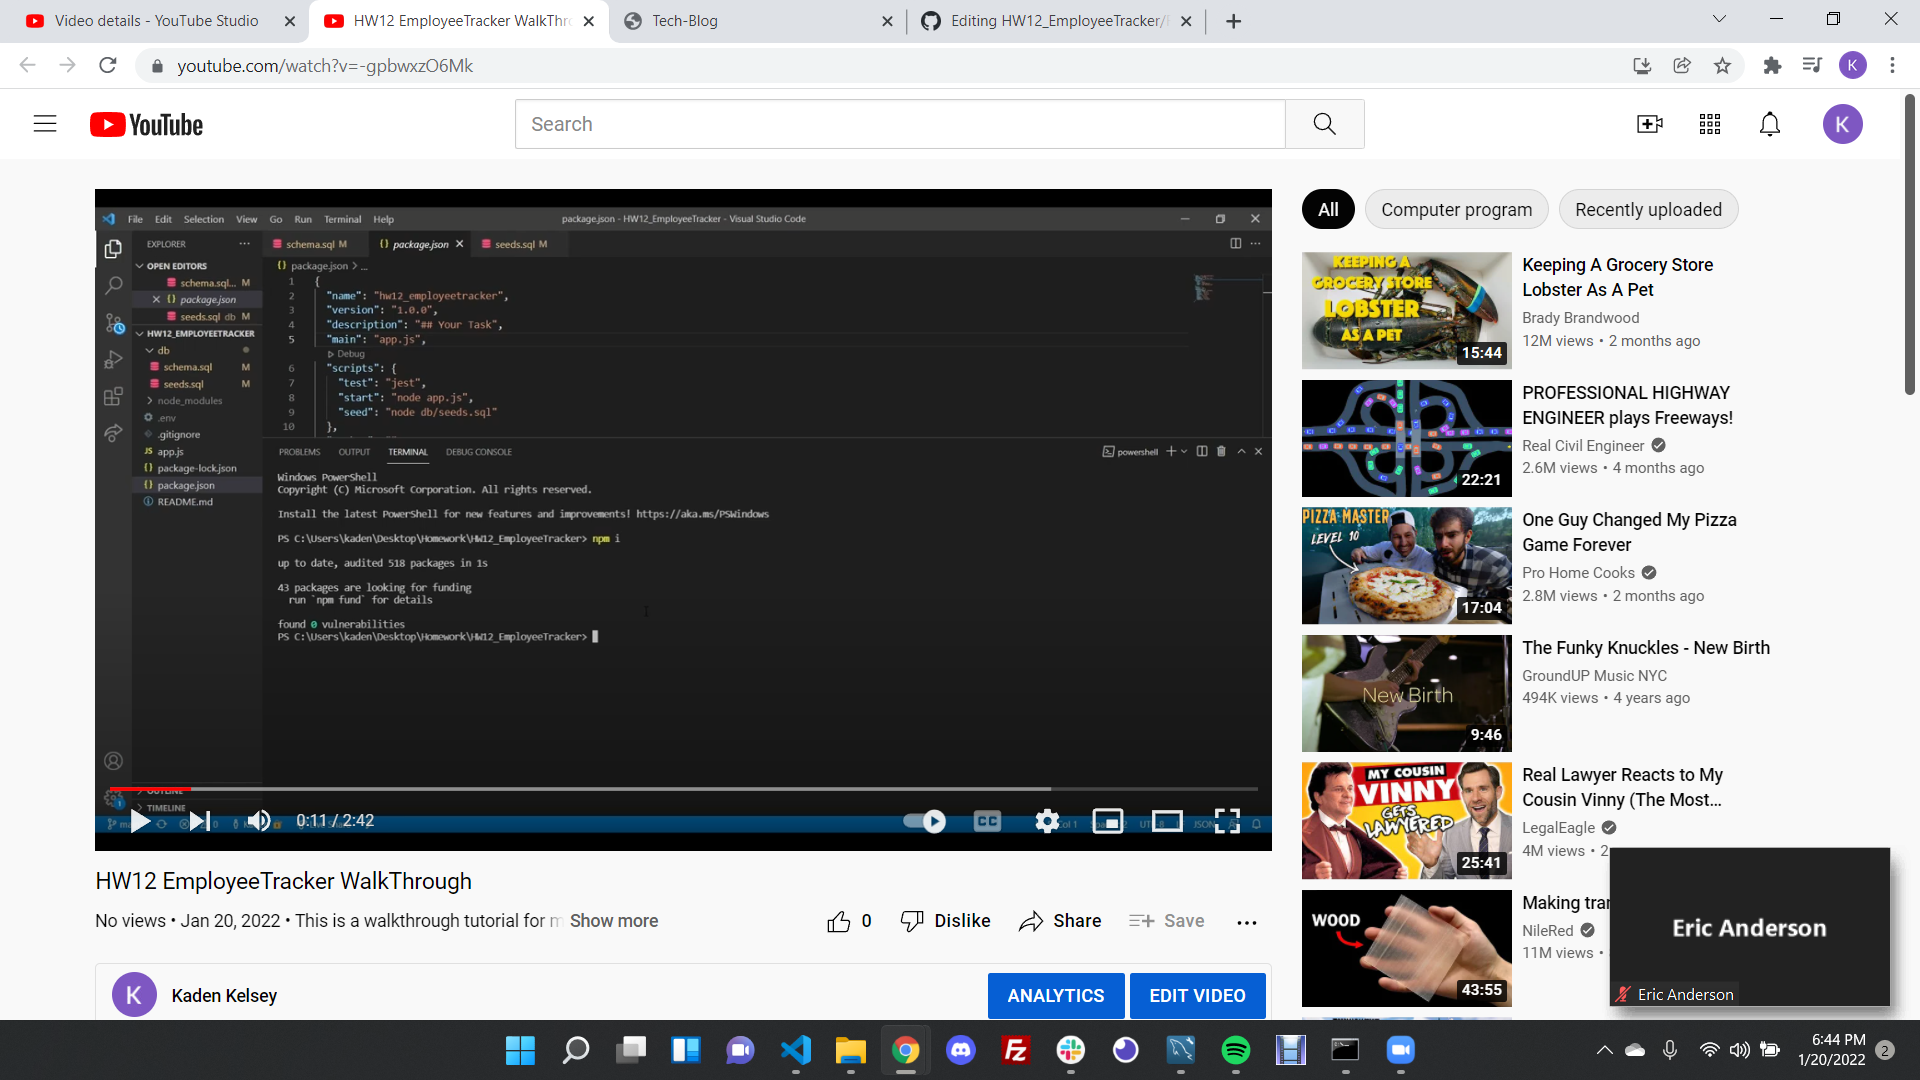 Video details - YouTube Studio
HW12 EmployeeTracker WalkThr
Tech-Blog
Editing HW12_EmployeeTracker/
youtube.com/watch?v=-gpbwxzO6Mk
K
YouTube
Search
K
File Edit Selection View Go Run Terminal Help
package.json - HW12_EmployeeTracker - Visual Studio Code
EXPLORER
schema.sql M
package.json
seeds.sql M
OPEN EDITORS
package.json > ...
schema.sql... M
package.json
seeds.sql db M
HW12_EMPLOYEETRACKER
db
schema.sql M
seeds.sql M
node_modules
.env
.gitignore
app.js
package-lock.json
package.json
README.md
OUTLINE
TIMELINE
1 {
2 "name": "hw12_employeetracker",
3 "version": "1.0.0",
4 "description": "## Your Task",
5 "main": "app.js",
Debug
6 "scripts": {
7 "test": "jest",
8 "start": "node app.js",
9 "seed": "node db/seeds.sql"
10 },
PROBLEMS OUTPUT TERMINAL DEBUG CONSOLE
powershell
Windows PowerShell
Copyright (C) Microsoft Corporation. All rights reserved.
Install the latest PowerShell for new features and improvements! https://aka.ms/PSWindows
PS C:\Users\kaden\Desktop\Homework\HW12_EmployeeTracker> npm i
up to date, audited 518 packages in 1s
43 packages are looking for funding
run `npm fund` for details
found 0 vulnerabilities
PS C:\Users\kaden\Desktop\Homework\HW12_EmployeeTracker>
0:11 / 2:42
CC
JSON
HW12 EmployeeTracker WalkThrough
No views • Jan 20, 2022 • This is a walkthrough tutorial for m Show more
0
Dislike
Share
Save
K
Kaden Kelsey
ANALYTICS
EDIT VIDEO
All
Computer program
Recently uploaded
KEEPING A
GROCERY STORE
LOBSTER
AS A PET
15:44
Keeping A Grocery Store
Lobster As A Pet
Brady Brandwood
12M views • 2 months ago
22:21
PROFESSIONAL HIGHWAY
ENGINEER plays Freeways!
Real Civil Engineer
2.6M views • 4 months ago
PIZZA MASTER
LEVEL 10
17:04
One Guy Changed My Pizza
Game Forever
Pro Home Cooks
2.8M views • 2 months ago
New Birth
9:46
The Funky Knuckles - New Birth
GroundUP Music NYC
494K views • 4 years ago
MY COUSIN
VINNY
GETS
LAWYERED
25:41
Real Lawyer Reacts to My
Cousin Vinny (The Most...
LegalEagle
4M views • 2
WOOD
43:55
Making tran
NileRed
11M views •
Eric Anderson
Eric Anderson
6:44 PM
1/20/2022
2